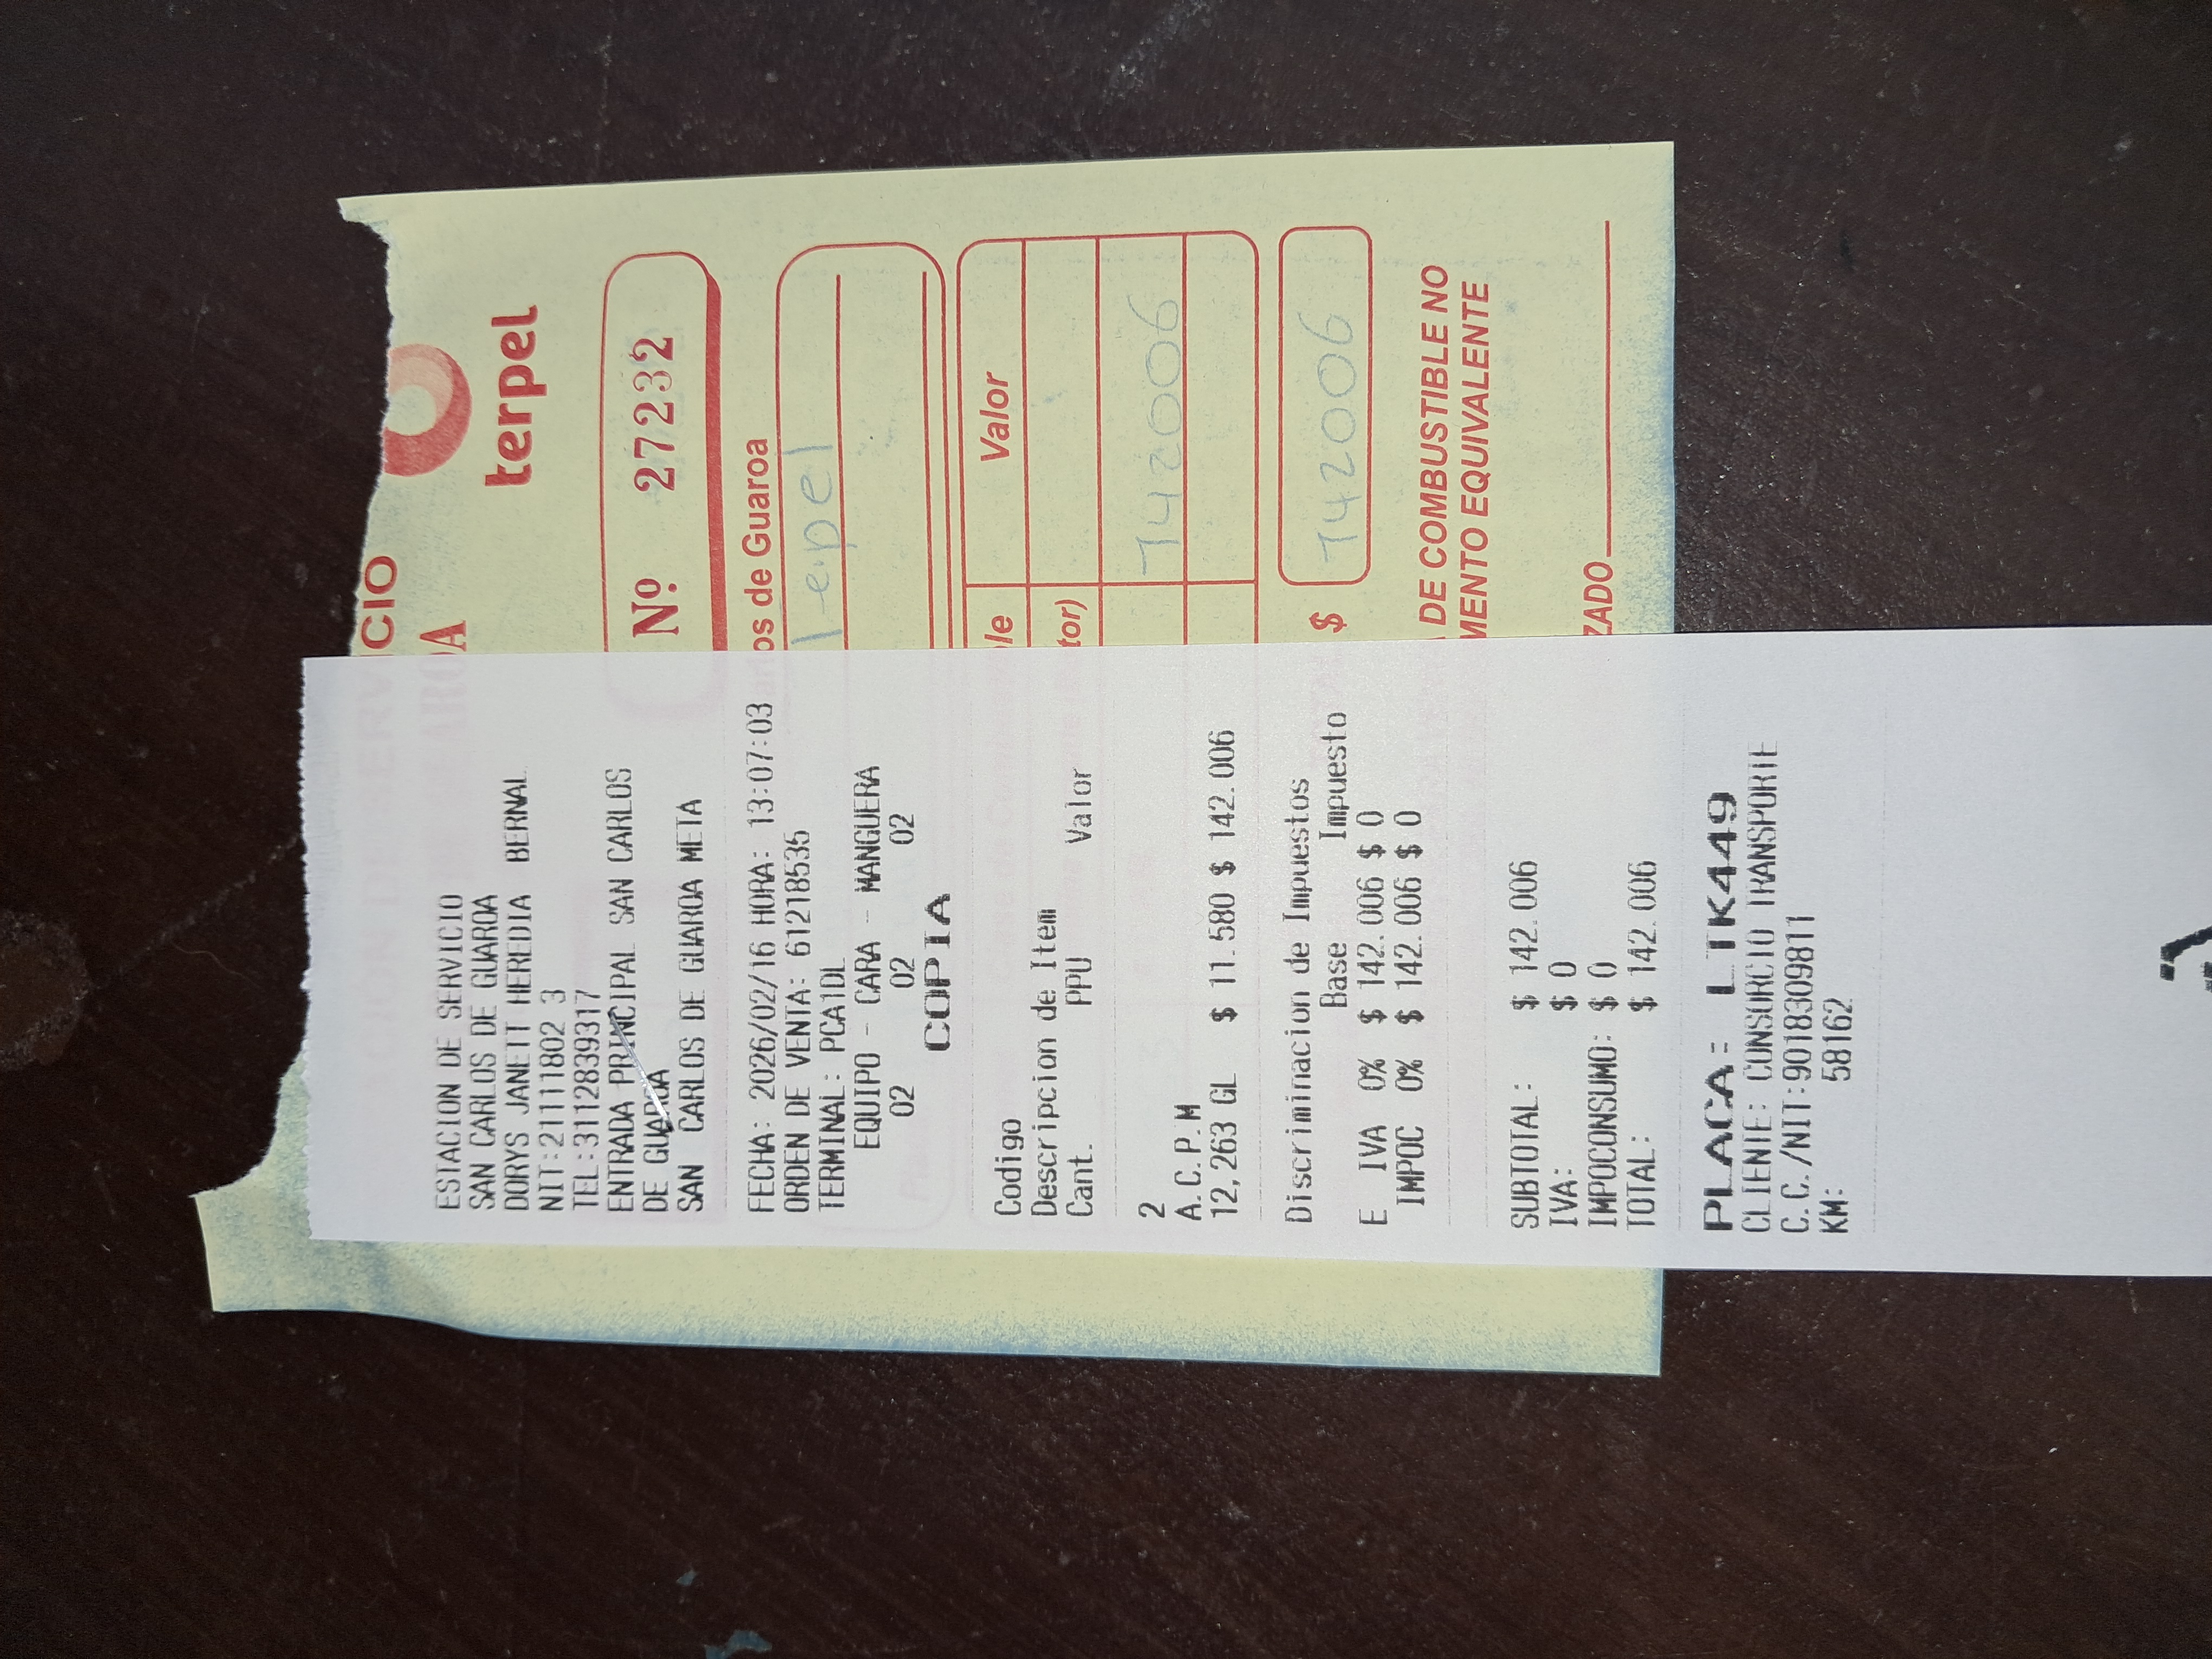 CIO
AROA
terpel
Nº 27232
os de Guaroa
ole
Valor
tor)
142006
$ 142006
DE COMBUSTIBLE NO
MENTO EQUIVALENTE
ZADO
ESTACION DE SERVICIO
SAN CARLOS DE GUAROA
DORYS JANETT HEREDIA BERNAL
NIT:21111802 3
TEL:3112839317
ENTRADA PRINCIPAL SAN CARLOS
DE GUAROA
SAN CARLOS DE GUAROA META
FECHA: 2026/02/16 HORA: 13:07:03
ORDEN DE VENTA: 61218535
TERMINAL: PCA1DL
EQUIPO - CARA - MANGUERA
02 02 02
COPIA
Codigo
Descripcion de Item
Cant. PPU Valor
2
A.C.P.M
12,263 GL $ 11.580 $ 142.006
Discriminacion de Impuestos
Base Impuesto
E IVA 0% $ 142.006 $ 0
IMPOC 0% $ 142.006 $ 0
SUBTOTAL: $ 142.006
IVA: $ 0
IMPOCONSUMO: $ 0
TOTAL: $ 142.006
PLACA: LTK449
CLIENTE: CONSORCIO TRANSPORTE
C.C./NIT:9018309811
KM: 58162